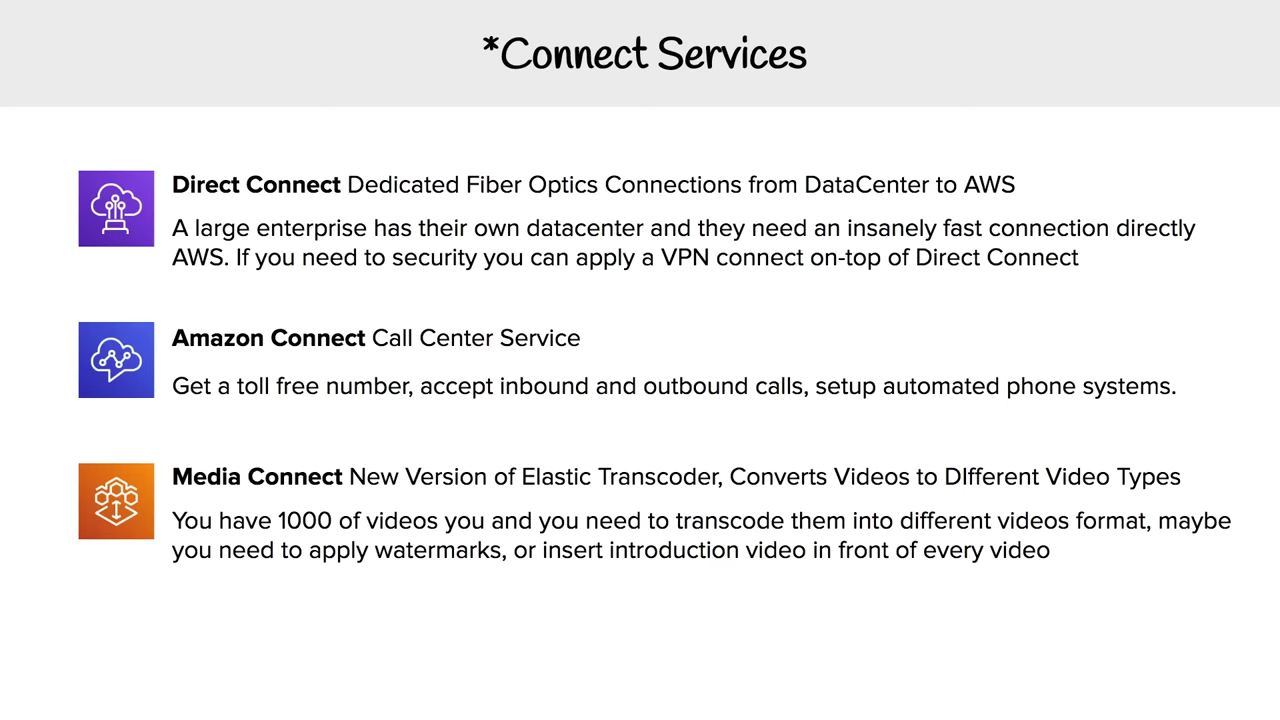 *Connect Services
Direct Connect Dedicated Fiber Optics Connections from DataCenter to AWS
A large enterprise has their own datacenter and they need an insanely fast connection directly
AWS. If you need to security you can apply a VPN connect on-top of Direct Connect
Amazon Connect Call Center Service
Get a toll free number, accept inbound and outbound calls, setup automated phone systems.
Media Connect New Version of Elastic Transcoder, Converts Videos to DIfferent Video Types
You have 1000 of videos you and you need to transcode them into different videos format, maybe
you need to apply watermarks, or insert introduction video in front of every video